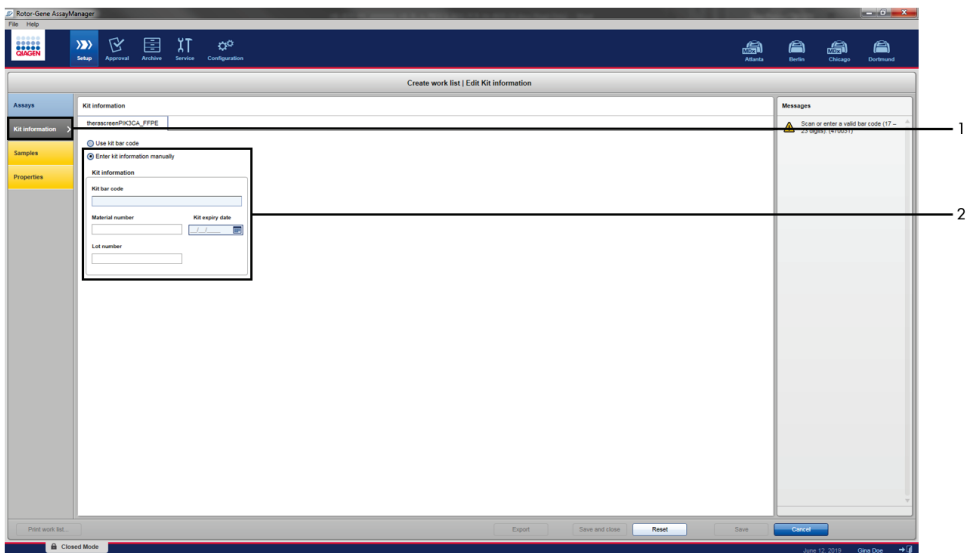 Rotor-Gene AssayManager
File Help
QIAGEN
Setup Approval Archive Service Configuration
MDx Atlanta Berlin MDx Chicago Dortmund
Create work list | Edit Kit information
Assays
Kit information
Samples
Properties
Kit information
therascreenPIK3CA_FFPE
Use kit bar code
Enter kit information manually
Kit information
Kit bar code
Material number Kit expiry date
_/_/____
Lot number
Messages
Scan or enter a valid bar code (17 –
23 digits). (410051)
1
2
Print work list... Export Save and close Reset Save Cancel
Closed Mode June 12, 2019 Gina Doe